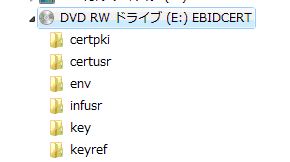 DVD RW ドライブ (E:) EBIDCERT
certpki
certusr
env
infusr
key
keyref